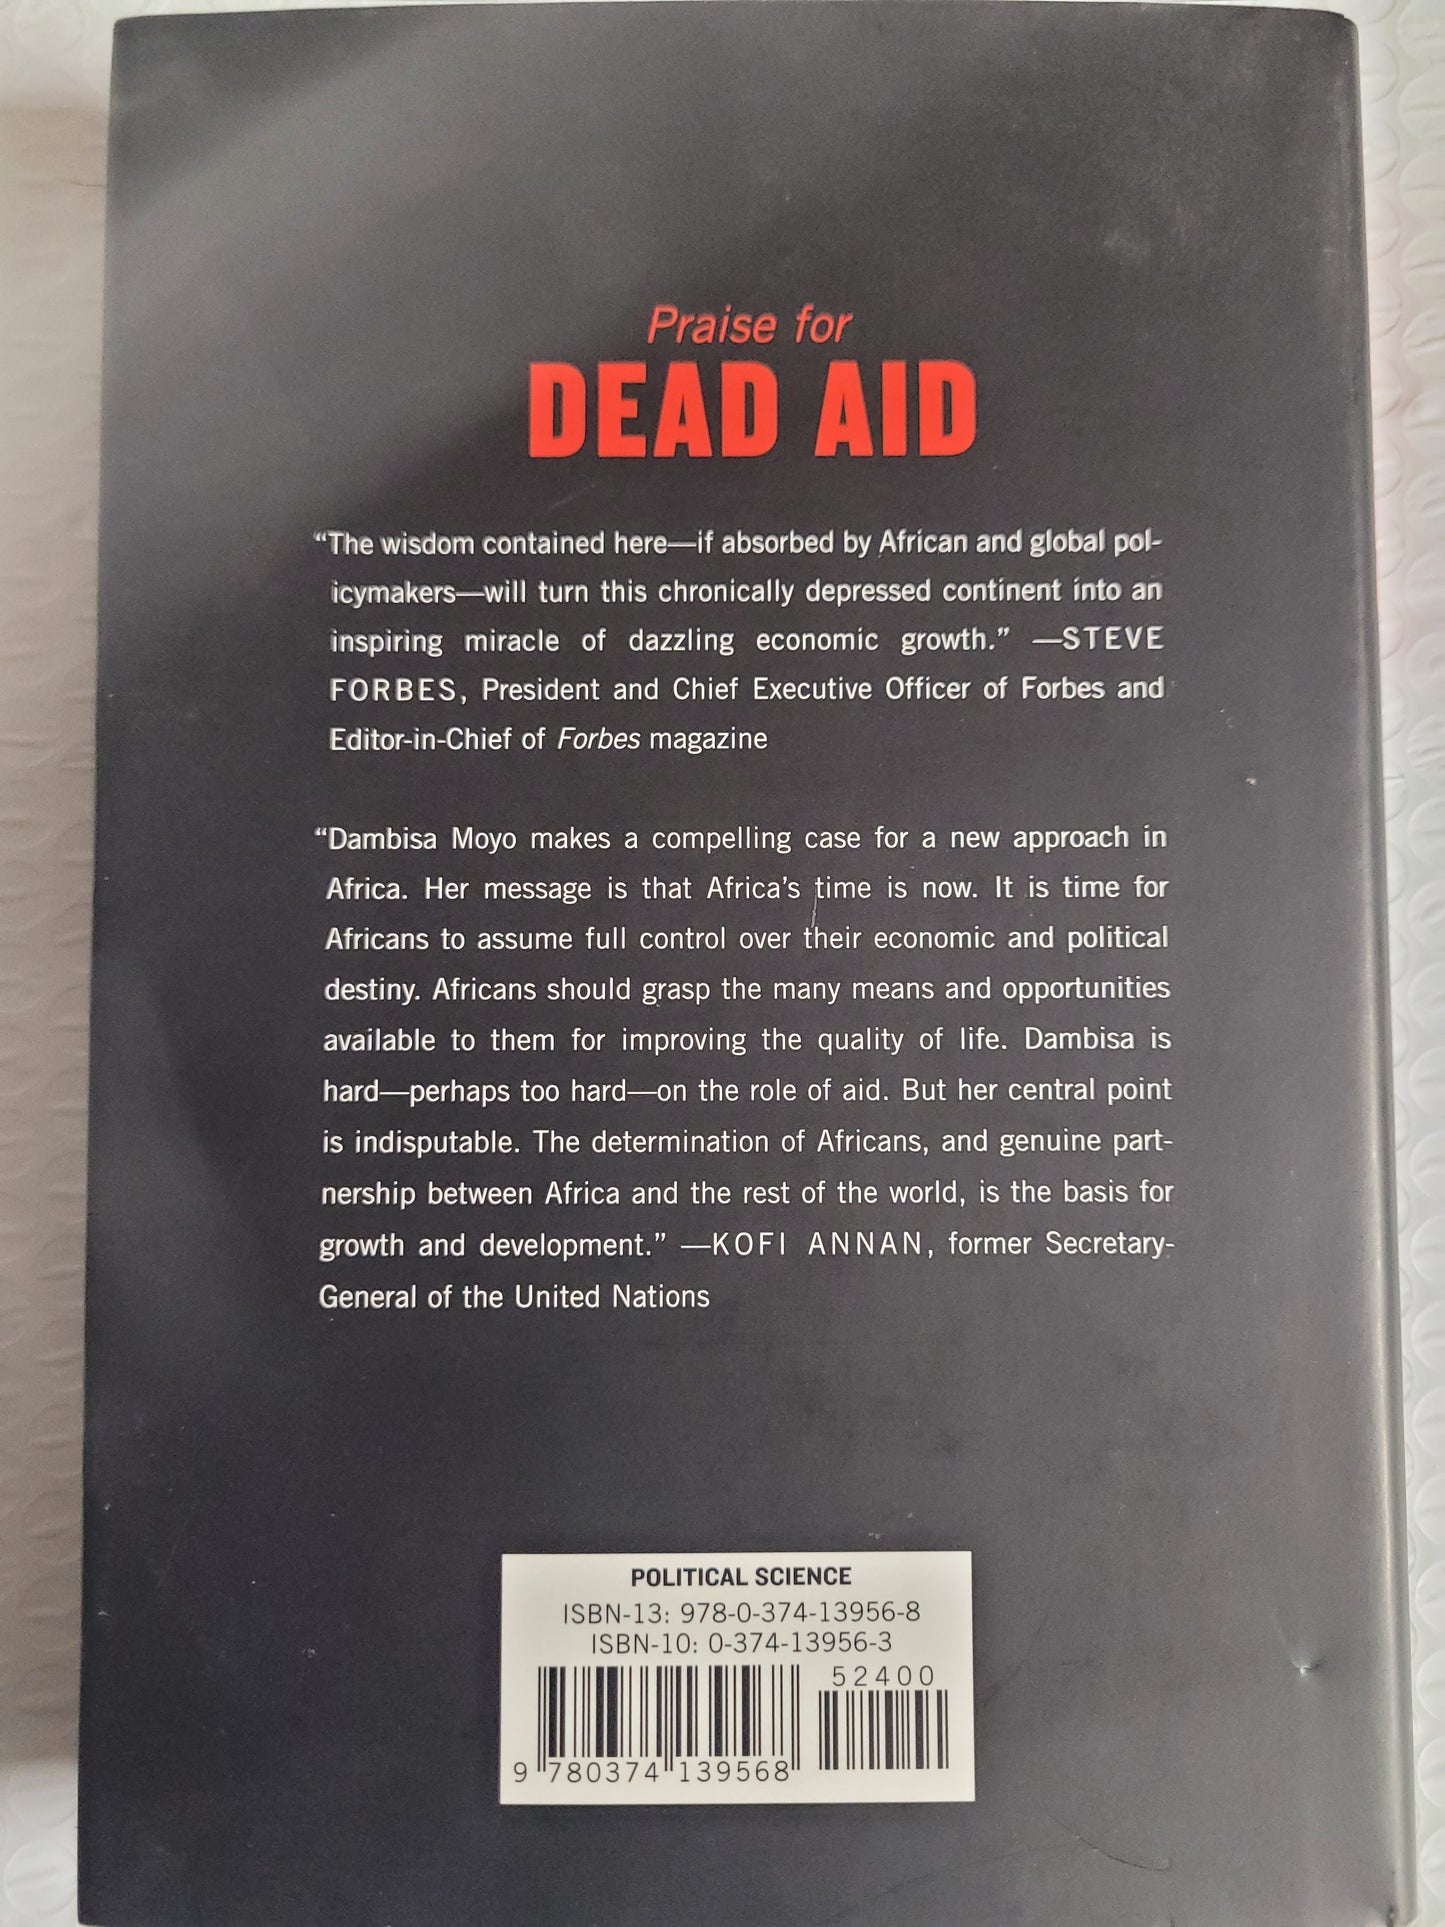 Praise for
DEAD AID
“The wisdom contained here—if absorbed by African and global pol-
icymakers—will turn this chronically depressed continent into an
inspiring miracle of dazzling economic growth.” —STEVE
FORBES, President and Chief Executive Officer of Forbes and
Editor-in-Chief of Forbes magazine
“Dambisa Moyo makes a compelling case for a new approach in
Africa. Her message is that Africa’s time is now. It is time for
Africans to assume full control over their economic and political
destiny. Africans should grasp the many means and opportunities
available to them for improving the quality of life. Dambisa is
hard—perhaps too hard—on the role of aid. But her central point
is indisputable. The determination of Africans, and genuine part-
nership between Africa and the rest of the world, is the basis for
growth and development.” —KOFI ANNAN, former Secretary-
General of the United Nations
POLITICAL SCIENCE
ISBN-13: 978-0-374-13956-8
ISBN-10: 0-374-13956-3
52400
9 780374 139568